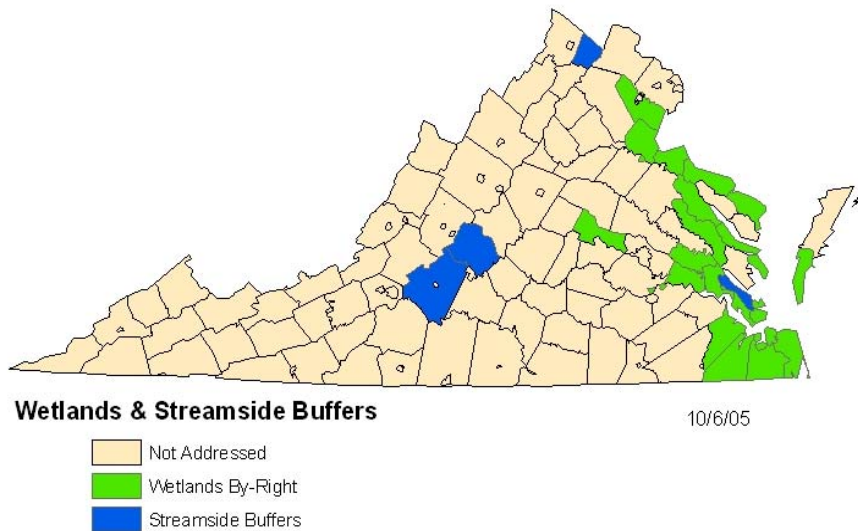 Wetlands & Streamside Buffers
10/6/05
Not Addressed
Wetlands By-Right
Streamside Buffers